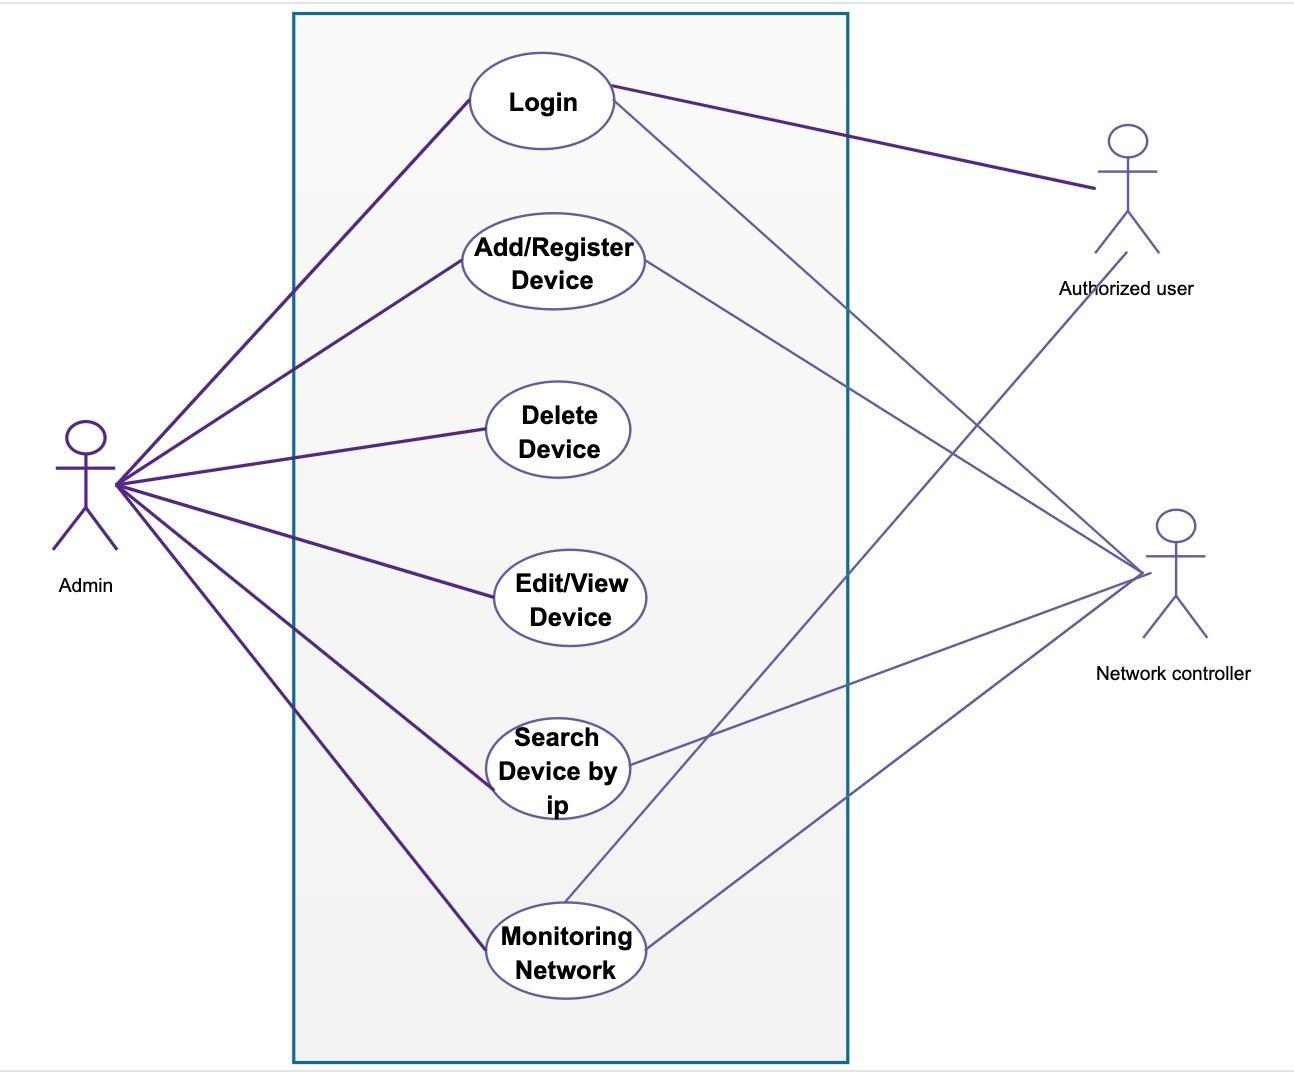 Login
Add/Register
Device
Authorized user
Delete
Device
Admin
Edit/View
Device
Network controller
Search
Device by
ip
Monitoring
Network